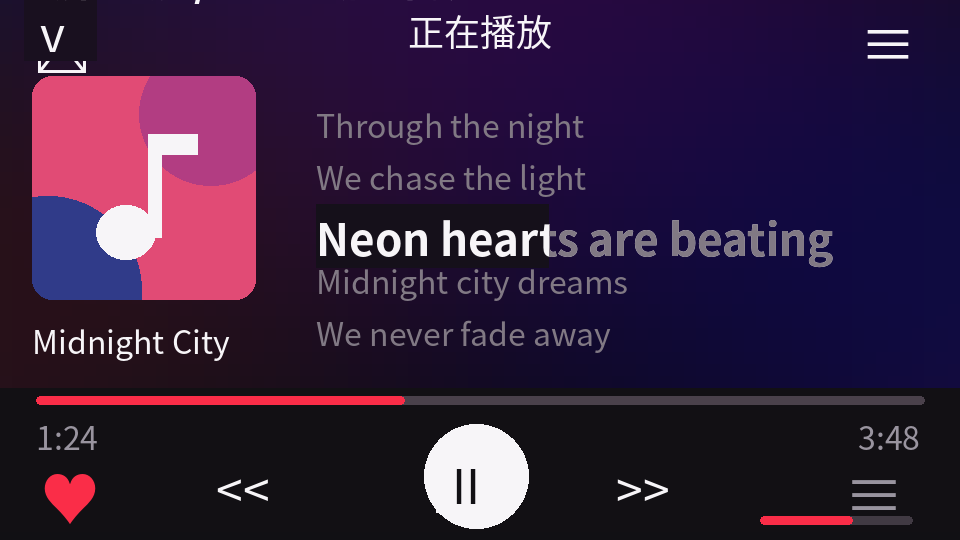 V
正在播放
Through the night
We chase the light
Neon hearts are beating
Midnight city dreams
We never fade away
Midnight City
1:24
3:48
<<
>>